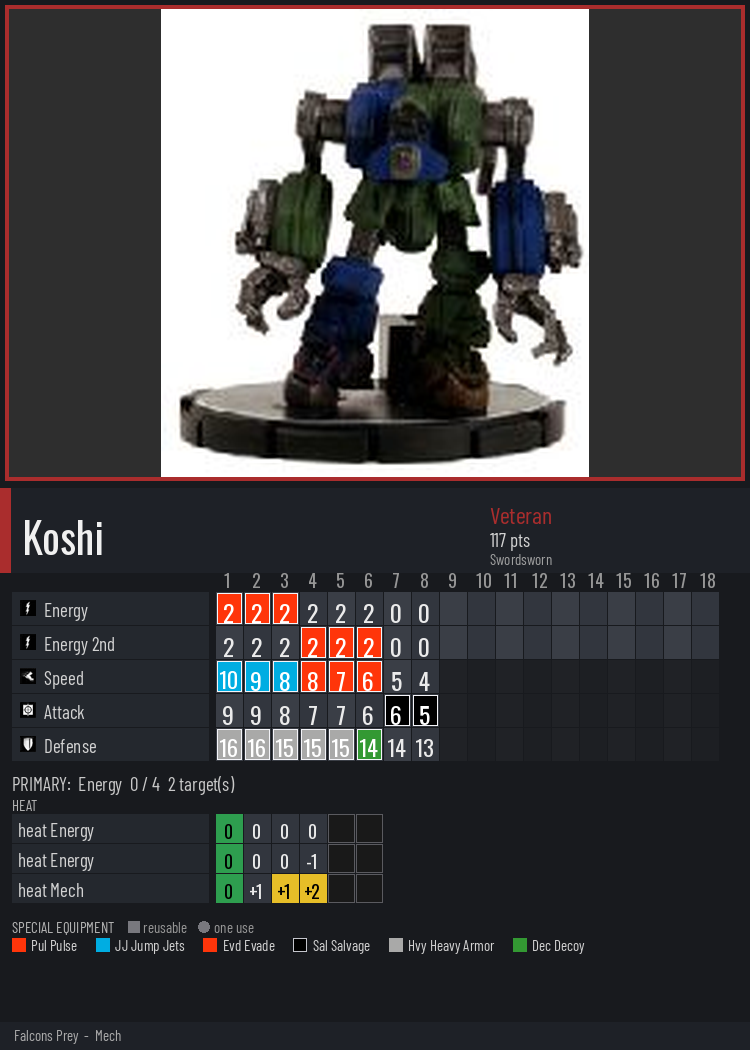 Koshi
Veteran
117 pts
Swordsworn
1 2 3 4 5 6 7 8 9 10 11 12 13 14 15 16 17 18
Energy 2 2 2 2 2 2 0 0
Energy 2nd 2 2 2 2 2 2 0 0
Speed 10 9 8 8 7 6 5 4
Attack 9 9 8 7 7 6 6 5
Defense 16 16 15 15 15 14 14 13
PRIMARY: Energy 0 / 4 2 target(s)
HEAT
heat Energy 0 0 0 0
heat Energy 0 0 0 -1
heat Mech 0 +1 +1 +2
SPECIAL EQUIPMENT reusable one use
Pul Pulse JJ Jump Jets Evd Evade Sal Salvage Hvy Heavy Armor Dec Decoy
Falcons Prey - Mech